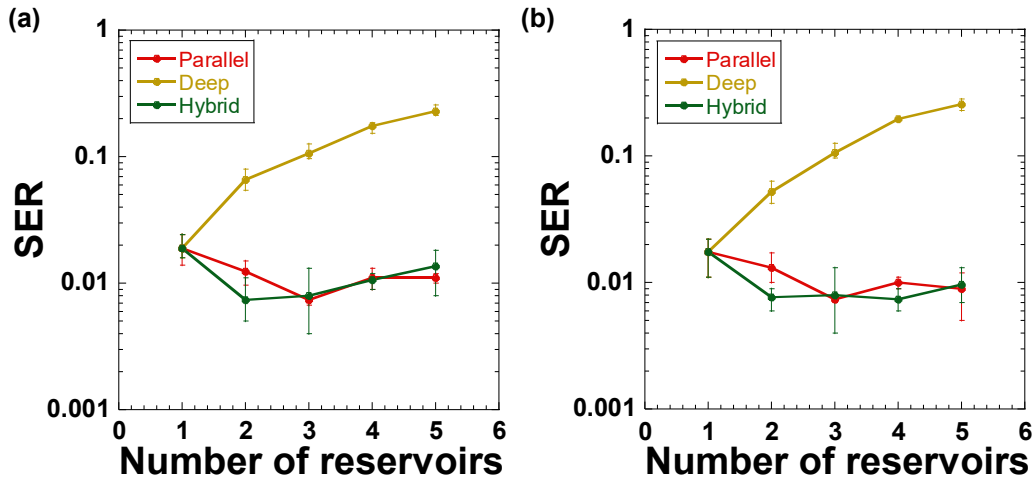 (a)
1
0.1
0.01
0.001
SER
Parallel
Deep
Hybrid
0 1 2 3 4 5 6
Number of reservoirs
(b)
1
0.1
0.01
0.001
SER
Parallel
Deep
Hybrid
0 1 2 3 4 5 6
Number of reservoirs